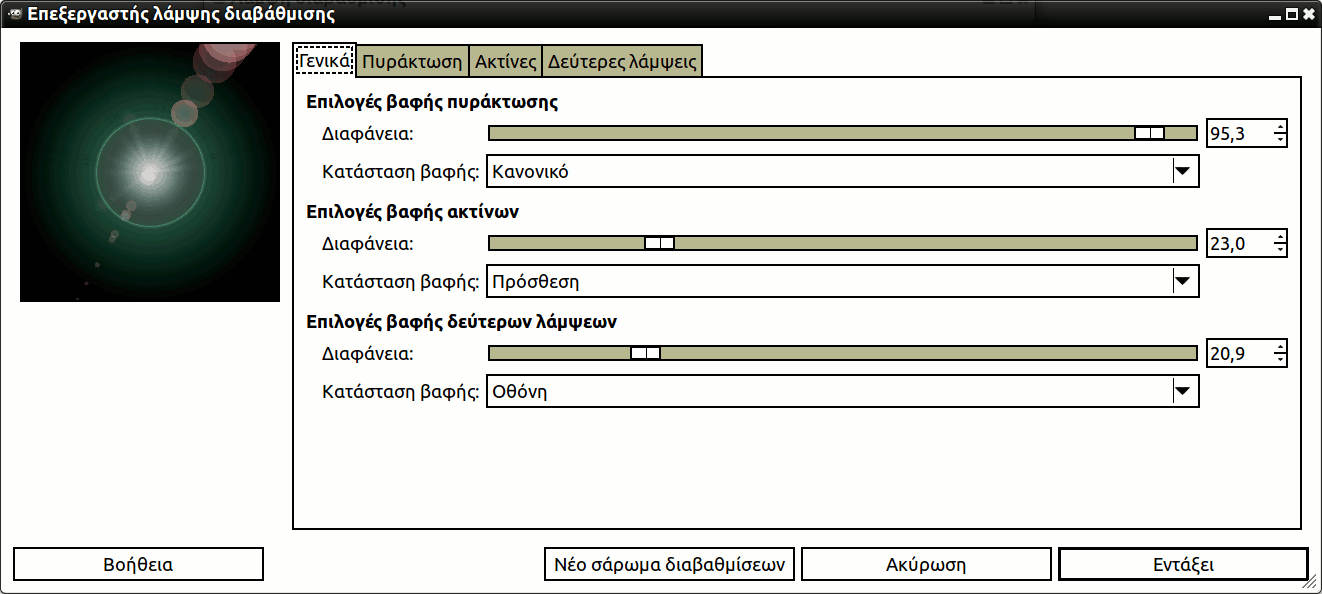 Επεξεργαστής λάμψης διαβάθμισης
Γενικά Πυράκτωση Ακτίνες Δεύτερες λάμψεις
Επιλογές βαφής πυράκτωσης
Διαφάνεια: 95,3
Κατάσταση βαφής: Κανονικό
Επιλογές βαφής ακτίνων
Διαφάνεια: 23,0
Κατάσταση βαφής: Πρόσθεση
Επιλογές βαφής δεύτερων λάμψεων
Διαφάνεια: 20,9
Κατάσταση βαφής: Οθόνη
Βοήθεια Νέο σάρωμα διαβαθμίσεων Ακύρωση Εντάξει